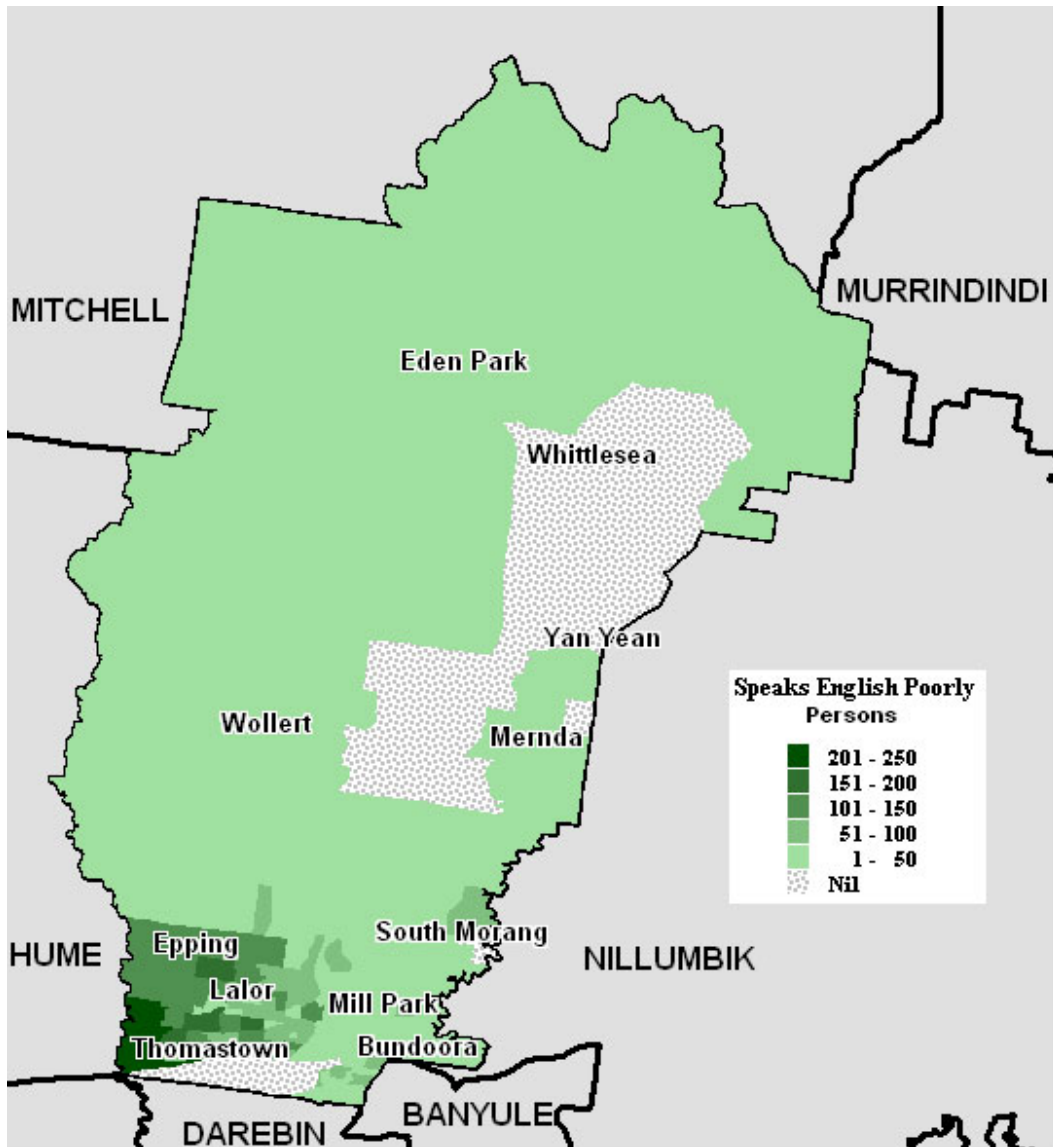 MITCHELL
MURRINDINDI
Eden Park
Whittlesea
Yan Yean
Wollert
Mernda
Speaks English Poorly
Persons
201 - 250
151 - 200
101 - 150
51 - 100
1 - 50
Nil
South Morang
Epping
HUME
NILLUMBIK
Lalor
Mill Park
Thomastown
Bundoora
BANYULE
DAREBIN